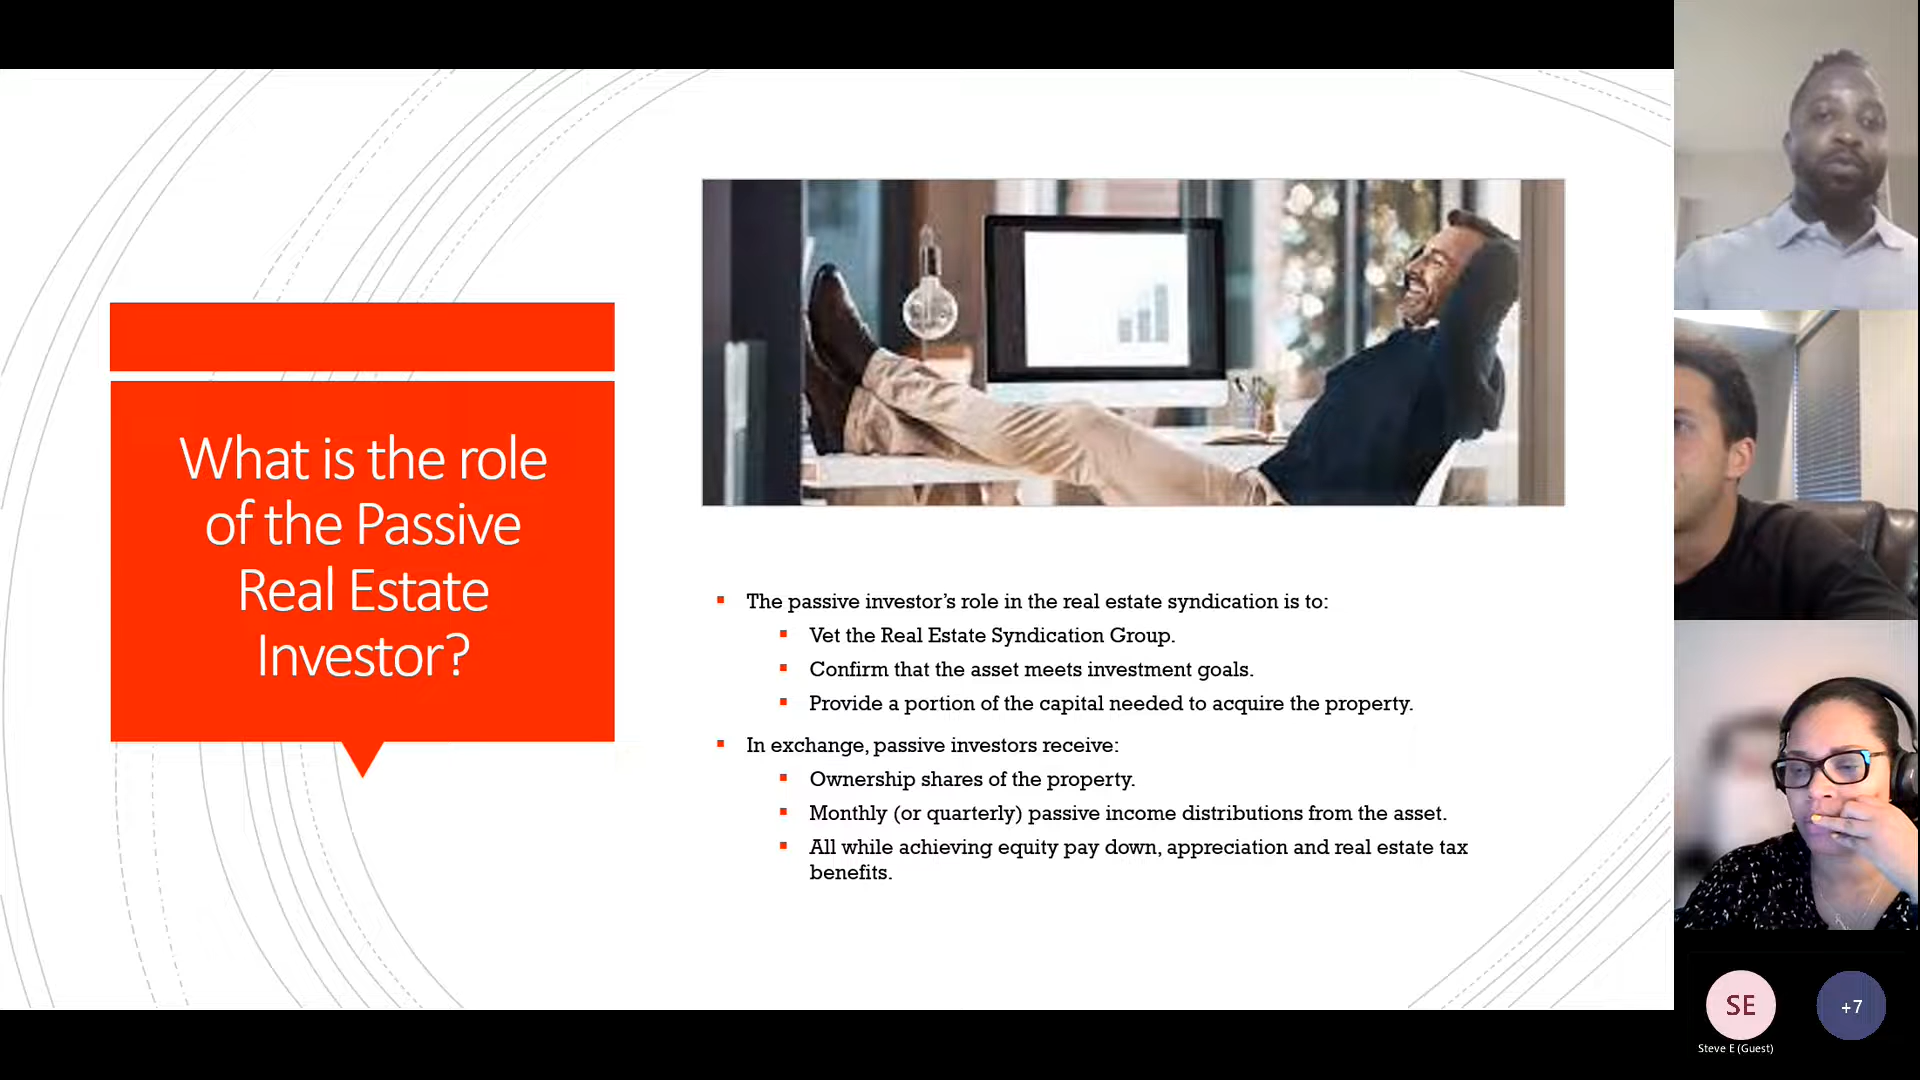 What is the role
of the Passive
Real Estate
Investor?
The passive investor’s role in the real estate syndication is to:
Vet the Real Estate Syndication Group.
Confirm that the asset meets investment goals.
Provide a portion of the capital needed to acquire the property.
In exchange, passive investors receive:
Ownership shares of the property.
Monthly (or quarterly) passive income distributions from the asset.
All while achieving equity pay down, appreciation and real estate tax
benefits.
SE
+7
Steve E (Guest)